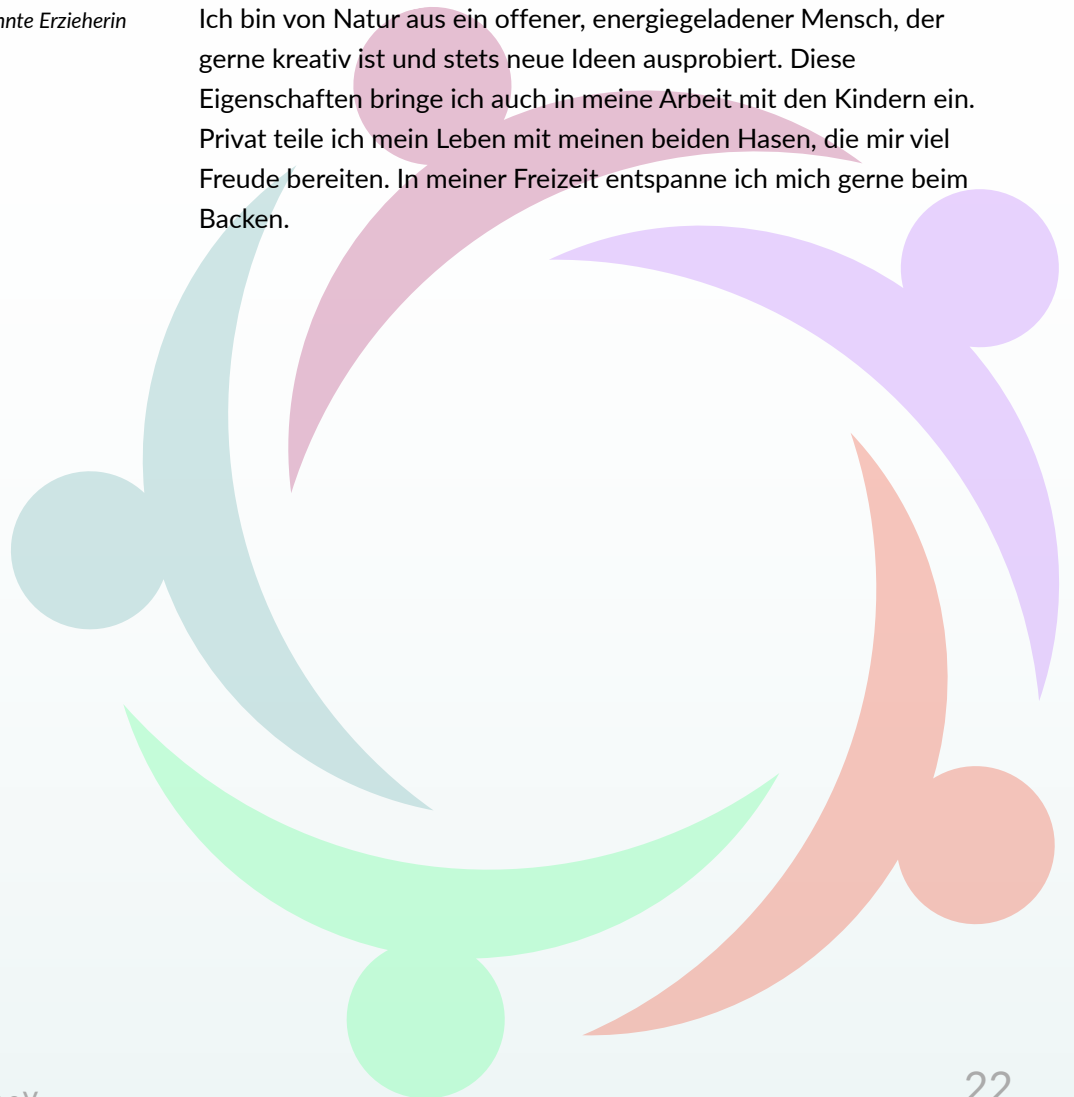 Erzieherin
Ich bin von Natur aus ein offener, energiegeladener Mensch, der
gerne kreativ ist und stets neue Ideen ausprobiert. Diese
Eigenschaften bringe ich auch in meine Arbeit mit den Kindern ein.
Privat teile ich mein Leben mit meinen beiden Hasen, die mir viel
Freude bereiten. In meiner Freizeit entspanne ich mich gerne beim
Backen.
22